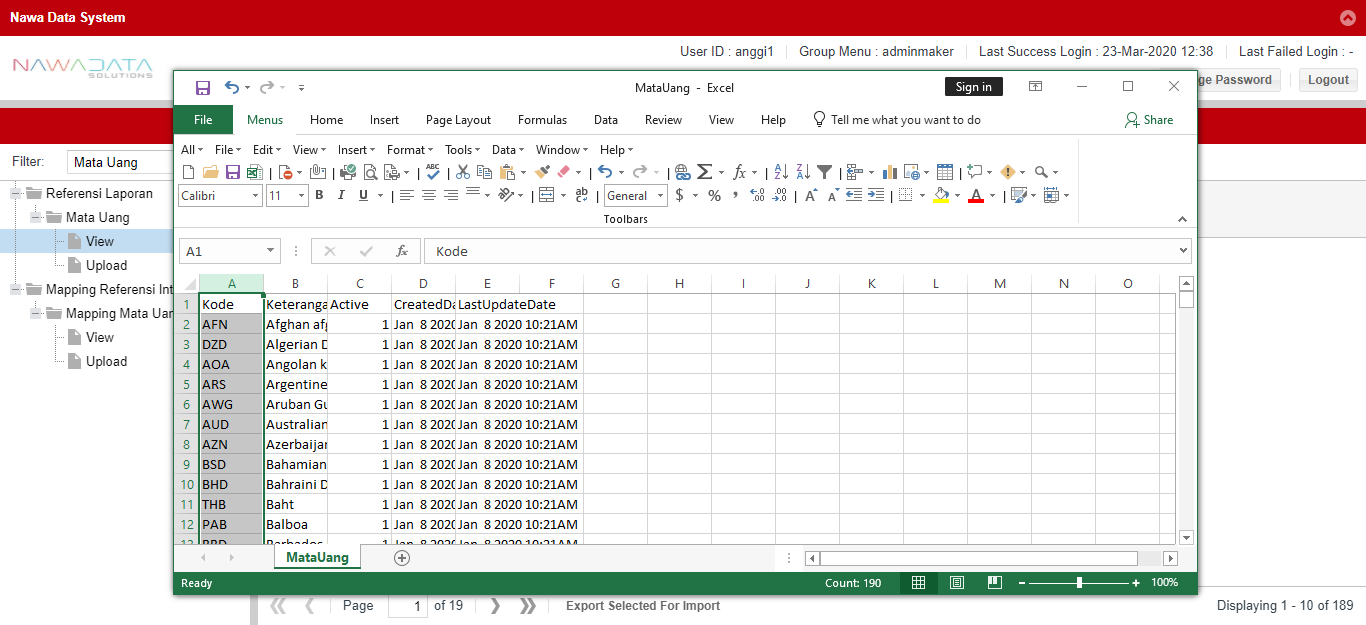 Nawa Data System
NAWADATA
SOLUTIONS
User ID : anggi1 Group Menu : adminmaker Last Success Login : 23-Mar-2020 12:38 Last Failed Login : -
ge Password Logout
Filter: Mata Uang
Referensi Laporan
Mata Uang
View
Upload
Mapping Referensi Int
Mapping Mata Uan
View
Upload
MataUang - Excel Sign in
File Menus Home Insert Page Layout Formulas Data Review View Help Tell me what you want to do Share
All File Edit View Insert Format Tools Data Window Help
Calibri 11 B I U General $ %
Toolbars
A1 fx Kode
A B C D E F G H I J K L M N O
1 Kode Keteranga Active CreatedDa LastUpdateDate
2 AFN Afghan afg 1 Jan 8 2020 Jan 8 2020 10:21AM
3 DZD Algerian D 1 Jan 8 2020 Jan 8 2020 10:21AM
4 AOA Angolan k 1 Jan 8 2020 Jan 8 2020 10:21AM
5 ARS Argentine 1 Jan 8 2020 Jan 8 2020 10:21AM
6 AWG Aruban Gu 1 Jan 8 2020 Jan 8 2020 10:21AM
7 AUD Australian 1 Jan 8 2020 Jan 8 2020 10:21AM
8 AZN Azerbaijan 1 Jan 8 2020 Jan 8 2020 10:21AM
9 BSD Bahamian 1 Jan 8 2020 Jan 8 2020 10:21AM
10 BHD Bahraini D 1 Jan 8 2020 Jan 8 2020 10:21AM
11 THB Baht 1 Jan 8 2020 Jan 8 2020 10:21AM
12 PAB Balboa 1 Jan 8 2020 Jan 8 2020 10:21AM
MataUang
Ready Count: 190 100%
Page 1 of 19 Export Selected For Import Displaying 1 - 10 of 189